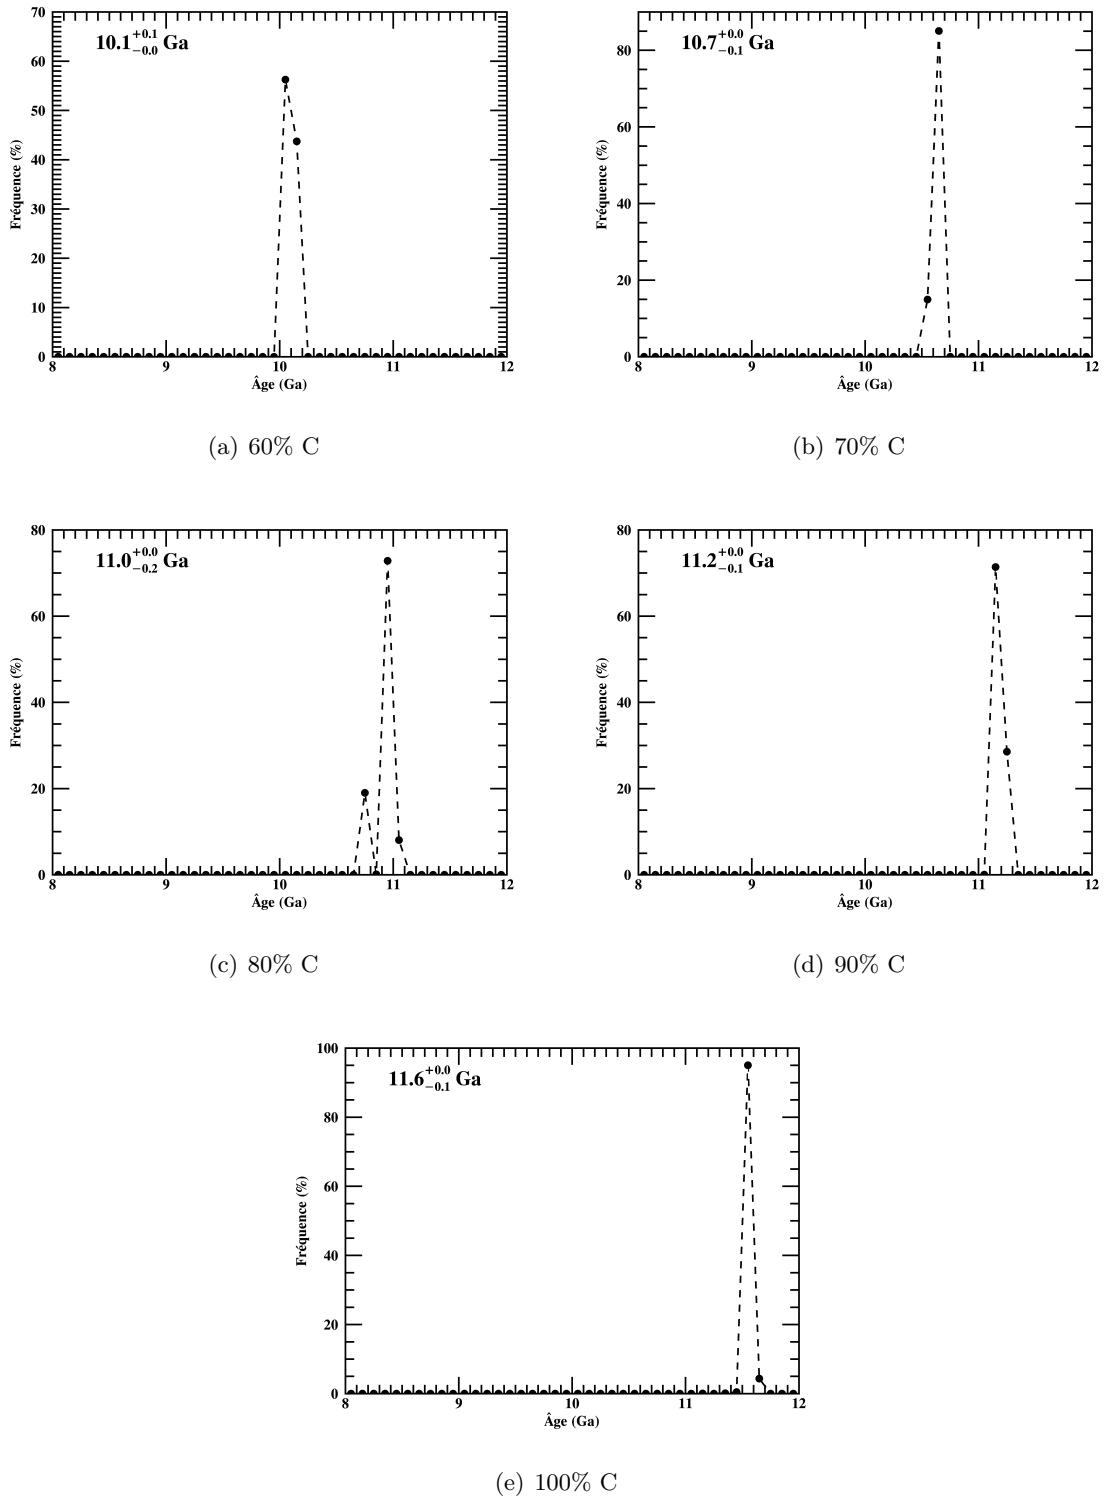 10.1 +0.1 −0.0 Ga
70
60
50
40
30
20
10
0
Fréquence (%)
8 9 10 11 12
Âge (Ga)
(a) 60% C
10.7 +0.0 −0.1 Ga
80
60
40
20
0
Fréquence (%)
8 9 10 11 12
Âge (Ga)
(b) 70% C
11.0 +0.0 −0.2 Ga
80
60
40
20
0
Fréquence (%)
8 9 10 11 12
Âge (Ga)
(c) 80% C
11.2 +0.0 −0.1 Ga
80
60
40
20
0
Fréquence (%)
8 9 10 11 12
Âge (Ga)
(d) 90% C
11.6 +0.0 −0.1 Ga
100
80
60
40
20
0
Fréquence (%)
8 9 10 11 12
Âge (Ga)
(e) 100% C